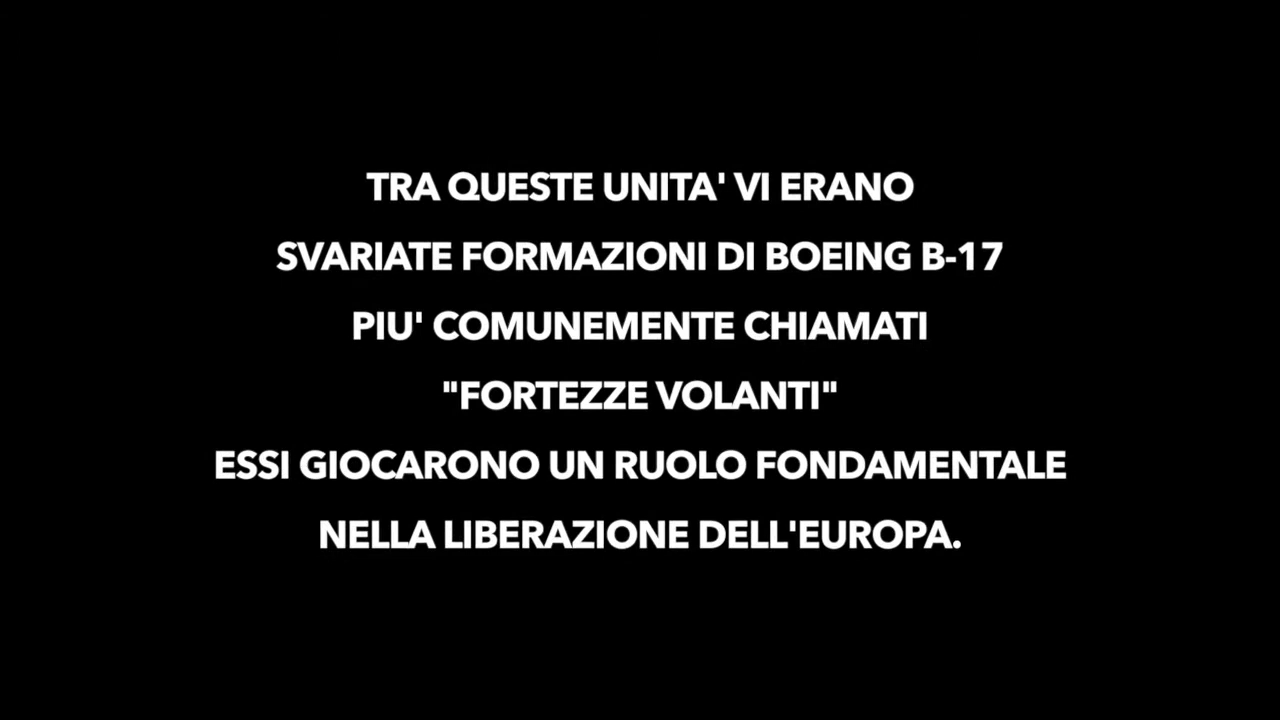 TRA QUESTE UNITA' VI ERANO
SVARIATE FORMAZIONI DI BOEING B-17
PIU' COMUNEMENTE CHIAMATI
"FORTEZZE VOLANTI"
ESSI GIOCARONO UN RUOLO FONDAMENTALE
NELLA LIBERAZIONE DELL'EUROPA.